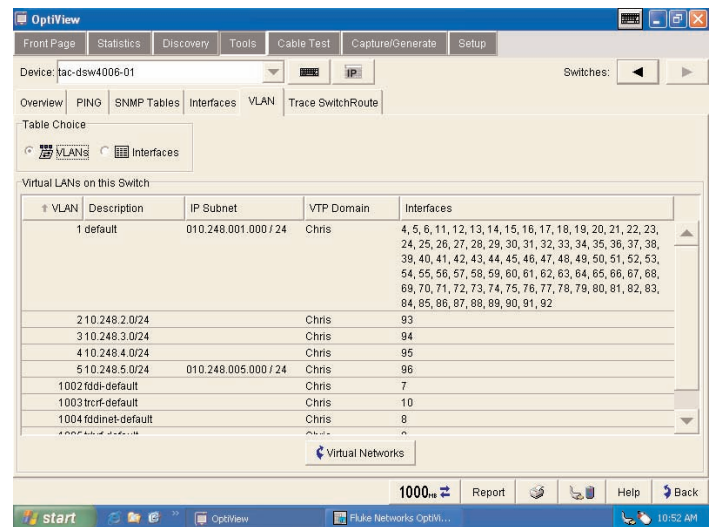 OptiView
Front Page Statistics Discovery Tools Cable Test Capture/Generate Setup
Device: tac-dsw4006-01 IP Switches:
Overview PING SNMP Tables Interfaces VLAN Trace SwitchRoute
Table Choice
VLANs Interfaces
Virtual LANs on this Switch
VLAN Description IP Subnet VTP Domain Interfaces
1 default 010.248.001.000 / 24 Chris 4, 5, 6, 11, 12, 13, 14, 15, 16, 17, 18, 19, 20, 21, 22, 23,
24, 25, 26, 27, 28, 29, 30, 31, 32, 33, 34, 35, 36, 37, 38,
39, 40, 41, 42, 43, 44, 45, 46, 47, 48, 49, 50, 51, 52, 53,
54, 55, 56, 57, 58, 59, 60, 61, 62, 63, 64, 65, 66, 67, 68,
69, 70, 71, 72, 73, 74, 75, 76, 77, 78, 79, 80, 81, 82, 83,
84, 85, 86, 87, 88, 89, 90, 91, 92
2 10.248.2.0/24 Chris 93
3 10.248.3.0/24 Chris 94
4 10.248.4.0/24 Chris 95
5 10.248.5.0/24 010.248.005.000 / 24 Chris 96
1002 fddi-default Chris 7
1003 trcrf-default Chris 10
1004 fddinet-default Chris 8
Virtual Networks
1000 MB Report Help Back
start OptiView Fluke Networks OptiVi... 10:52 AM